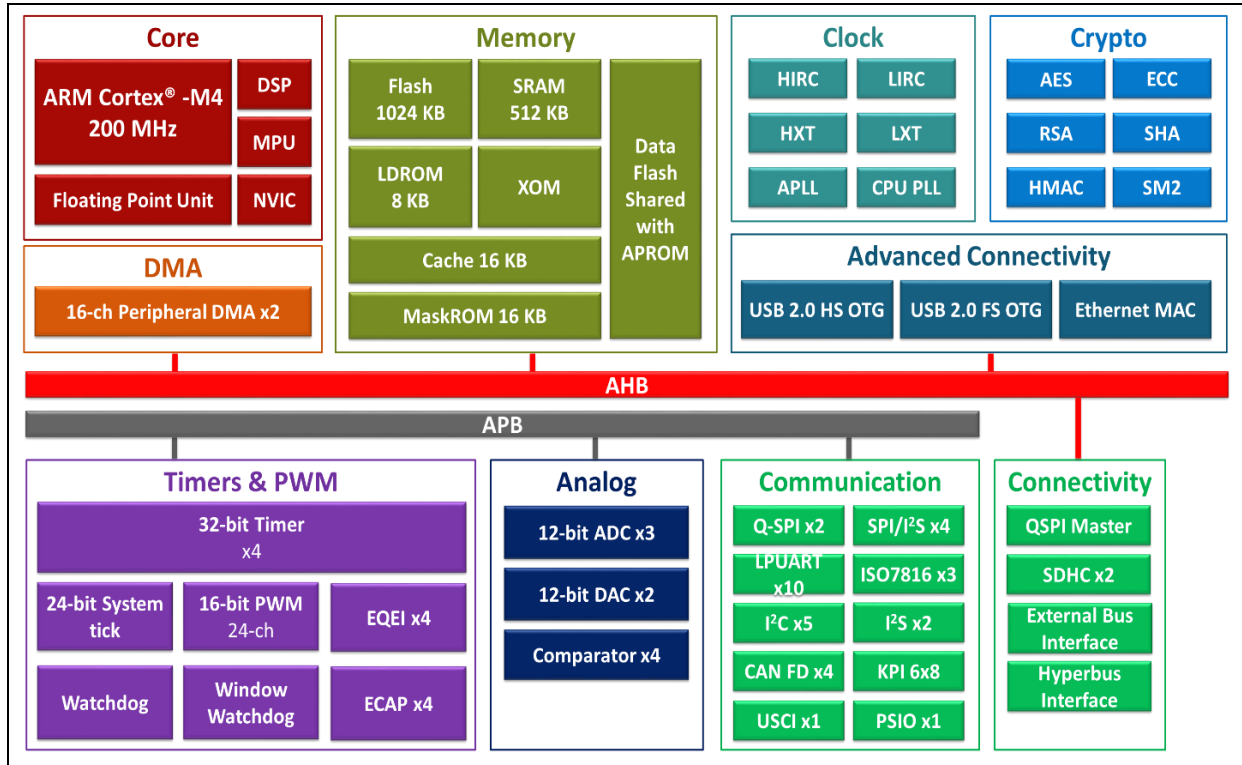 Core
ARM Cortex® -M4
200 MHz
DSP
MPU
Floating Point Unit
NVIC
DMA
16-ch Peripheral DMA x2
Memory
Flash
1024 KB
SRAM
512 KB
LDROM
8 KB
XOM
Cache 16 KB
MaskROM 16 KB
Data
Flash
Shared
with
APROM
Clock
HIRC
LIRC
HXT
LXT
APLL
CPU PLL
Crypto
AES
ECC
RSA
SHA
HMAC
SM2
Advanced Connectivity
USB 2.0 HS OTG
USB 2.0 FS OTG
Ethernet MAC
AHB
APB
Timers & PWM
32-bit Timer
x4
24-bit System
tick
16-bit PWM
24-ch
EQEI x4
Watchdog
Window
Watchdog
ECAP x4
Analog
12-bit ADC x3
12-bit DAC x2
Comparator x4
Communication
Q-SPI x2
SPI/I²S x4
LPUART
x10
ISO7816 x3
I²C x5
I²S x2
CAN FD x4
KPI 6x8
USCI x1
PSIO x1
Connectivity
QSPI Master
SDHC x2
External Bus
Interface
Hyperbus
Interface